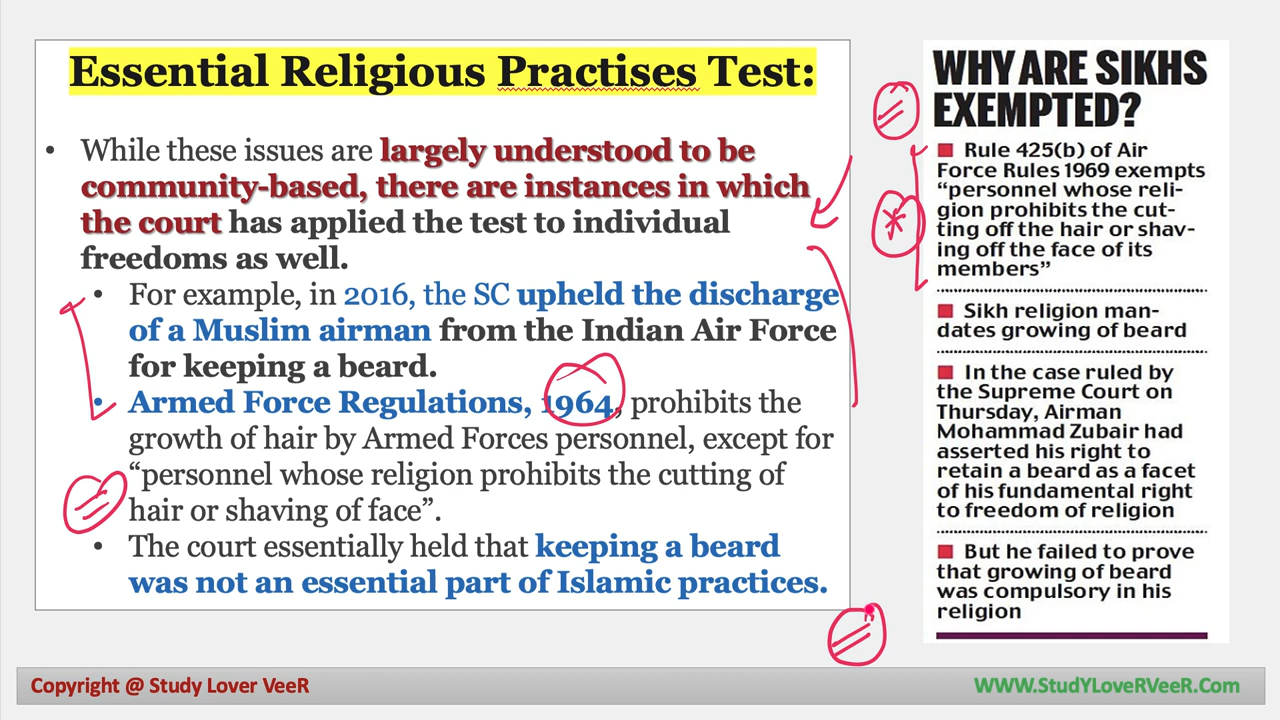 Essential Religious Practises Test:
• While these issues are largely understood to be
community-based, there are instances in which
the court has applied the test to individual
freedoms as well.
• For example, in 2016, the SC upheld the discharge
of a Muslim airman from the Indian Air Force
for keeping a beard.
• Armed Force Regulations, 1964, prohibits the
growth of hair by Armed Forces personnel, except for
“personnel whose religion prohibits the cutting of
hair or shaving of face”.
• The court essentially held that keeping a beard
was not an essential part of Islamic practices.
WHY ARE SIKHS
EXEMPTED?
Rule 425(b) of Air
Force Rules 1969 exempts
“personnel whose reli-
gion prohibits the cut-
ting off the hair or shav-
ing off the face of its
members”
Sikh religion man-
dates growing of beard
In the case ruled by
the Supreme Court on
Thursday, Airman
Mohammad Zubair had
asserted his right to
retain a beard as a facet
of his fundamental right
to freedom of religion
But he failed to prove
that growing of beard
was compulsory in his
religion
Copyright @ Study Lover VeeR
WWW.StudYLoveRVeeR.Com